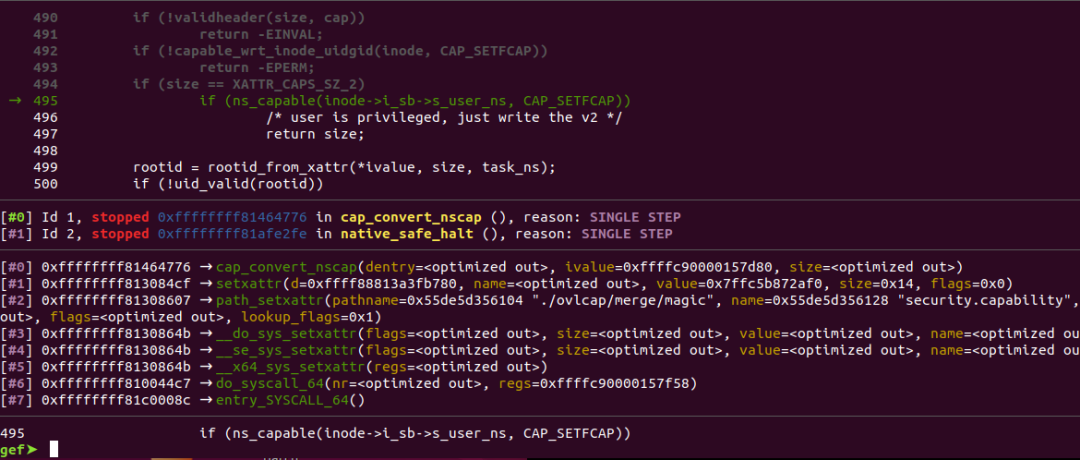 490 if (!validheader(size, cap))
491 return -EINVAL;
492 if (!capable_wrt_inode_uidgid(inode, CAP_SETFCAP))
493 return -EPERM;
494 if (size == XATTR_CAPS_SZ_2)
→ 495 if (ns_capable(inode->i_sb->s_user_ns, CAP_SETFCAP))
496 /* user is privileged, just write the v2 */
497 return size;
498
499 rootid = rootid_from_xattr(*ivalue, size, task_ns);
500 if (!uid_valid(rootid))
[#0] Id 1, stopped 0xffffffff81464776 in cap_convert_nscap (), reason: SINGLE STEP
[#1] Id 2, stopped 0xffffffff81afe2fe in native_safe_halt (), reason: SINGLE STEP
[#0] 0xffffffff81464776 → cap_convert_nscap(dentry=<optimized out>, ivalue=0xffffc90000157d80, size=<optimized out>)
[#1] 0xffffffff813084cf → setxattr(d=0xffff88813a3fb780, name=<optimized out>, value=0x7ffc5b872af0, size=0x14, flags=0x0)
[#2] 0xffffffff81308607 → path_setxattr(pathname=0x55de5d356104 "./ovlcap/merge/magic", name=0x55de5d356128 "security.capability",
out>, flags=<optimized out>, lookup_flags=0x1)
[#3] 0xffffffff8130864b → __do_sys_setxattr(flags=<optimized out>, size=<optimized out>, value=<optimized out>, name=<optimized
[#4] 0xffffffff8130864b → __se_sys_setxattr(flags=<optimized out>, size=<optimized out>, value=<optimized out>, name=<optimized ou
[#5] 0xffffffff8130864b → __x64_sys_setxattr(regs=<optimized out>)
[#6] 0xffffffff810044c7 → do_syscall_64(nr=<optimized out>, regs=0xffffc90000157f58)
[#7] 0xffffffff81c0008c → entry_SYSCALL_64()
495 if (ns_capable(inode->i_sb->s_user_ns, CAP_SETFCAP))
gef➤